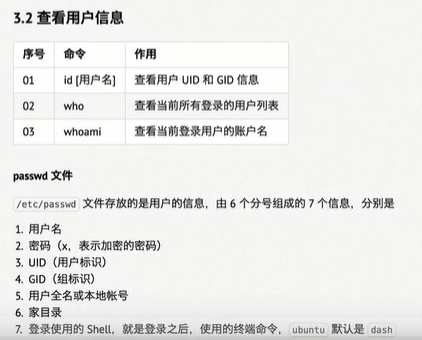 3.2 查看用户信息
序号 命令 作用
01 id [用户名] 查看用户 UID 和 GID 信息
02 who 查看当前所有登录的用户列表
03 whoami 查看当前登录用户的账户名
passwd 文件
/etc/passwd 文件存放的是用户的信息，由 6 个分号组成的 7 个信息，分别是
1. 用户名
2. 密码（x，表示加密的密码）
3. UID（用户标识）
4. GID（组标识）
5. 用户全名或本地帐号
6. 家目录
7. 登录使用的 Shell，就是登录之后，使用的终端命令，ubuntu 默认是 dash